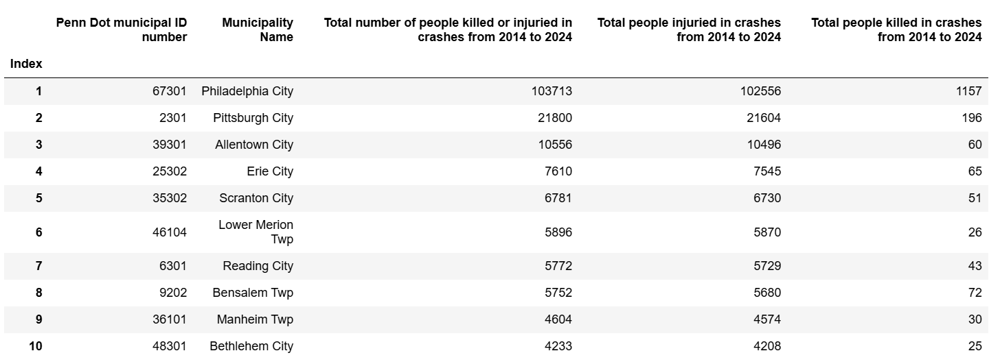 Penn Dot municipal ID number Municipality Name Total number of people killed or injuried in crashes from 2014 to 2024 Total people injuried in crashes from 2014 to 2024 Total people killed in crashes from 2014 to 2024
Index
1 67301 Philadelphia City 103713 102556 1157
2 2301 Pittsburgh City 21800 21604 196
3 39301 Allentown City 10556 10496 60
4 25302 Erie City 7610 7545 65
5 35302 Scranton City 6781 6730 51
6 46104 Lower Merion Twp 5896 5870 26
7 6301 Reading City 5772 5729 43
8 9202 Bensalem Twp 5752 5680 72
9 36101 Manheim Twp 4604 4574 30
10 48301 Bethlehem City 4233 4208 25